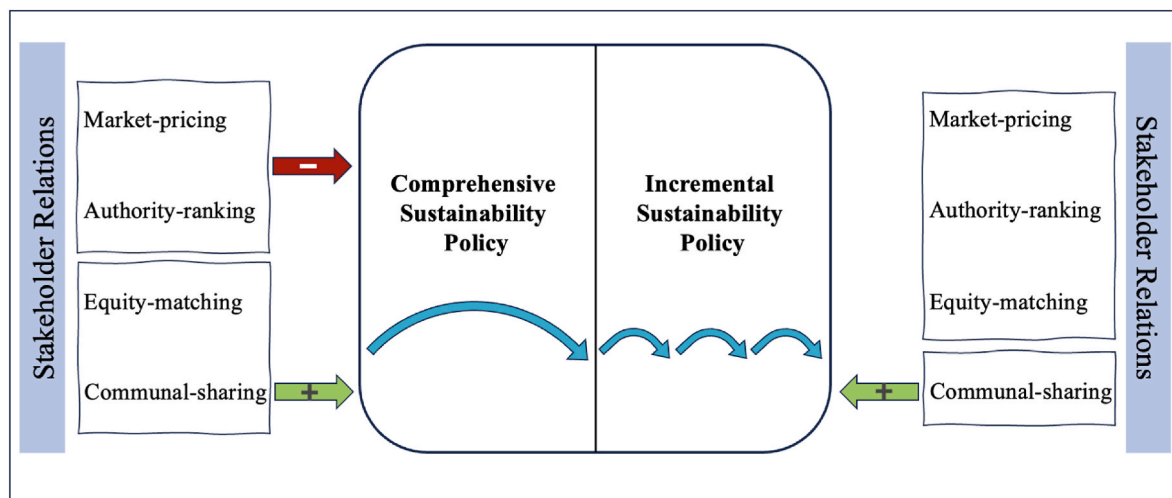 Stakeholder Relations
Market-pricing
Authority-ranking
Equity-matching
Communal-sharing
−
+
Comprehensive
Sustainability
Policy
Incremental
Sustainability
Policy
+
Market-pricing
Authority-ranking
Equity-matching
Communal-sharing
Stakeholder Relations